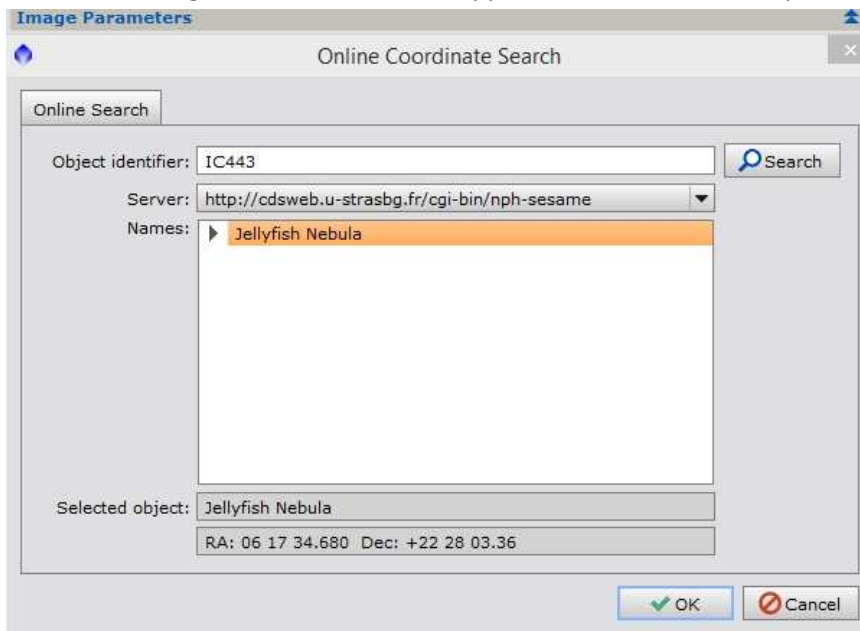 Image Parameters
Online Coordinate Search
Online Search
Object identifier: IC443 Search
Server: http://cdsweb.u-strasbg.fr/cgi-bin/nph-sesame
Names: Jellyfish Nebula
Selected object: Jellyfish Nebula
RA: 06 17 34.680 Dec: +22 28 03.36
OK Cancel